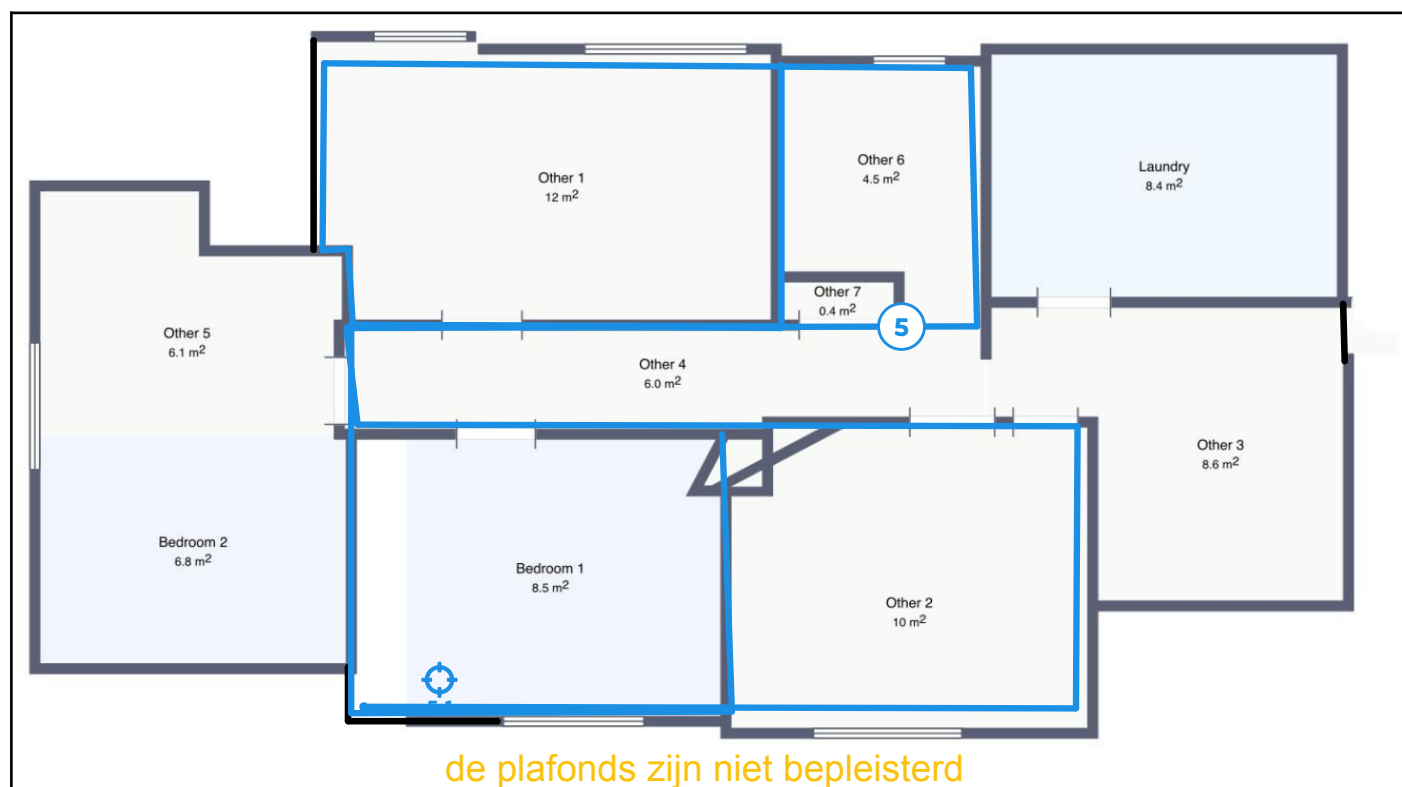 Other 1
12 m²
Other 6
4.5 m²
Laundry
8.4 m²
Other 7
0.4 m²
5
Other 5
6.1 m²
Other 4
6.0 m²
Other 3
8.6 m²
Bedroom 2
6.8 m²
Bedroom 1
8.5 m²
Other 2
10 m²
de plafonds zijn niet bepleisterd